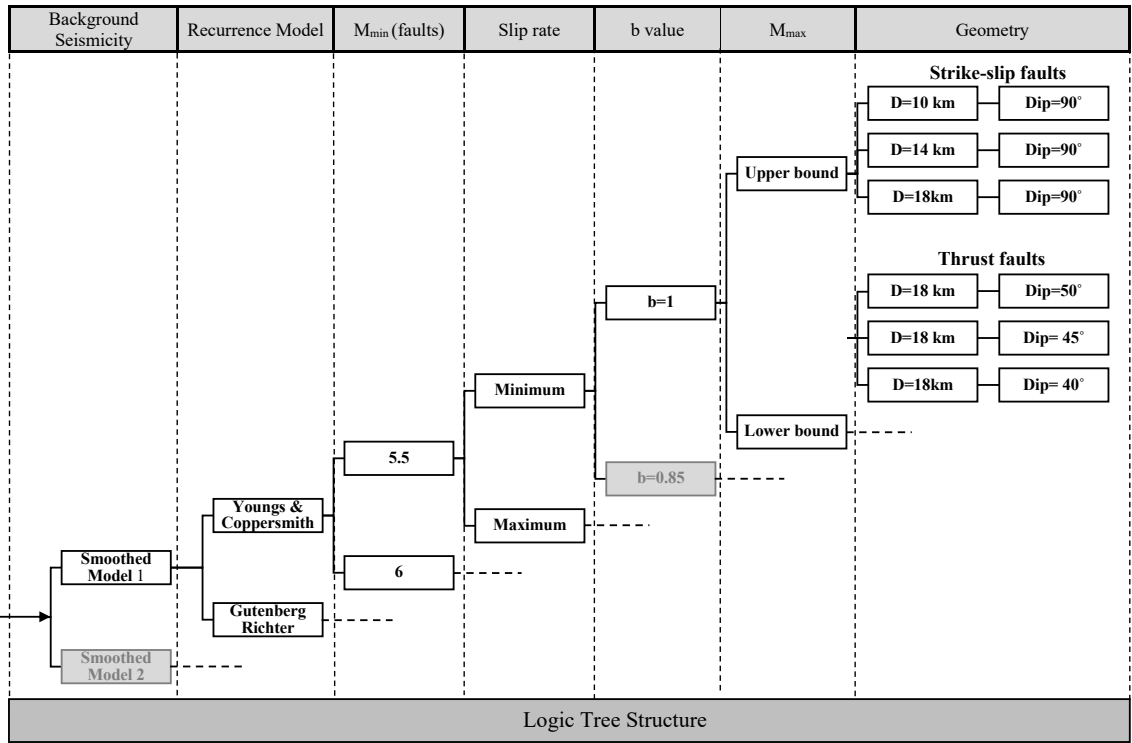 Background
Seismicity
Recurrence Model
Mmin (faults)
Slip rate
b value
Mmax
Geometry
Strike-slip faults
D=10 km
Dip=90˚
D=14 km
Dip=90˚
Upper bound
D=18km
Dip=90˚
Thrust faults
D=18 km
Dip=50˚
b=1
D=18 km
Dip= 45˚
D=18km
Dip= 40˚
Minimum
Lower bound
5.5
b=0.85
Youngs &
Coppersmith
Maximum
Smoothed
Model 1
6
Gutenberg
Richter
Smoothed
Model 2
Logic Tree Structure